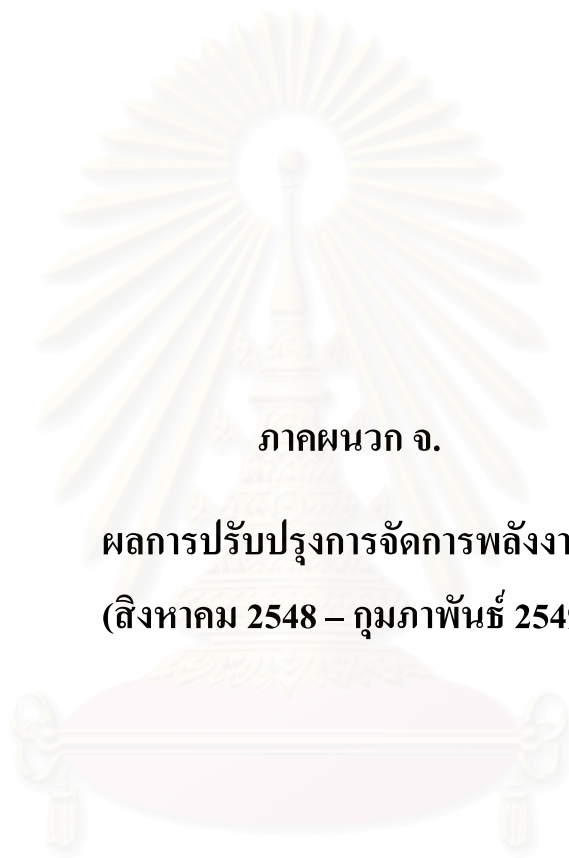 ภาคผนวก จ.
ผลการปรับปรุงการจัดการพลังงา
(สิงหาคม 2548 – กุมภาพันธ์ 254